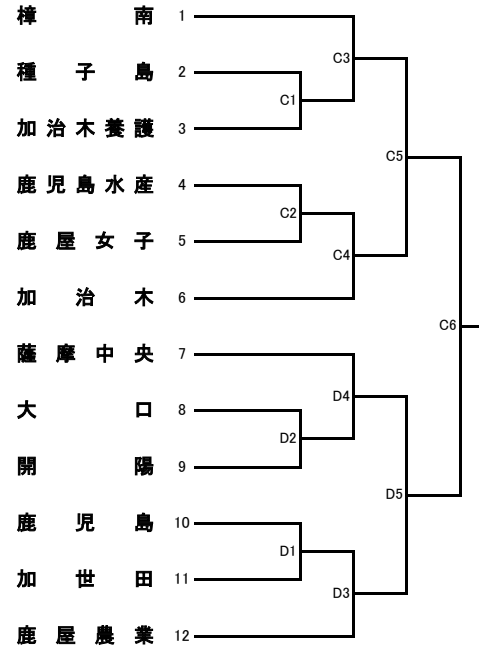 樟南 1
C3
種子島 2
C1
加治木養護 3
C5
鹿児島水産 4
C2
鹿屋女子 5
C4
加治木 6
C6
薩摩中央 7
D4
大口 8
D2
開陽 9
D5
鹿児島 10
D1
加世田 11
D3
鹿屋農業 12